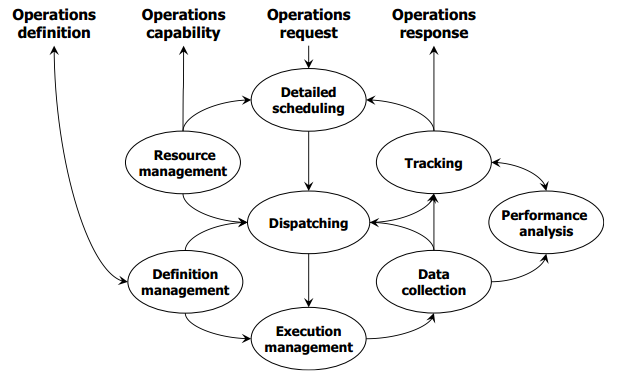 Operations
definition
Operations
capability
Operations
request
Operations
response
Detailed
scheduling
Resource
management
Tracking
Dispatching
Performance
analysis
Definition
management
Data
collection
Execution
management